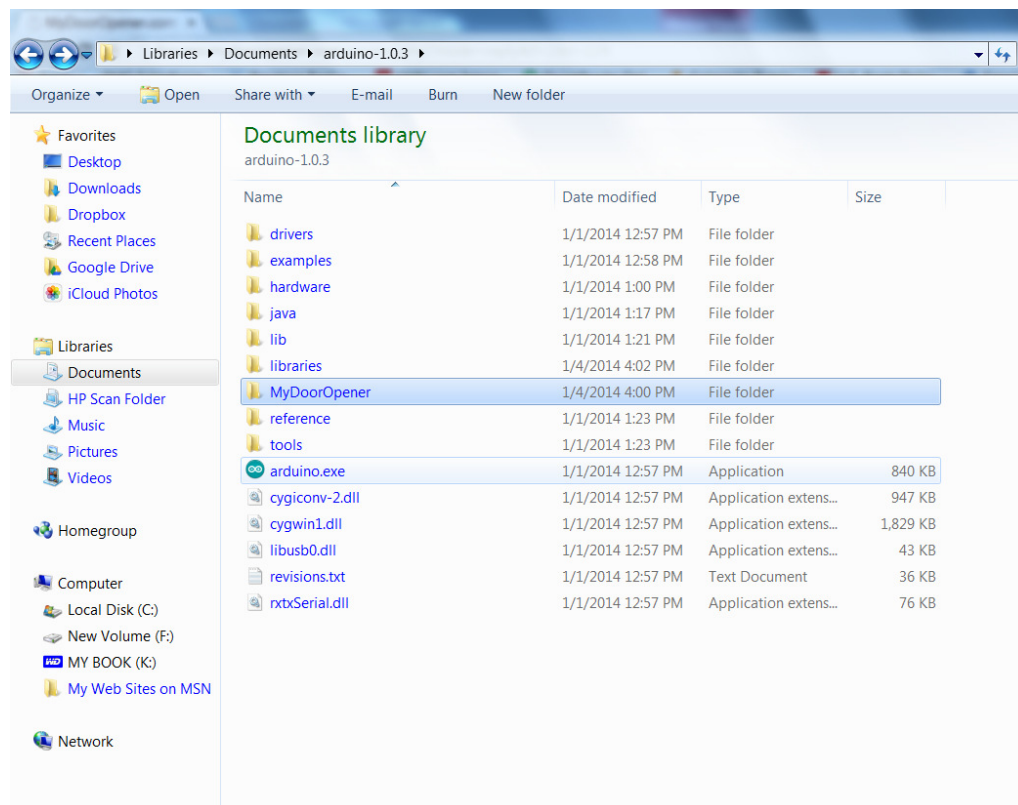 Libraries Documents arduino-1.0.3
Organize Open Share with E-mail Burn New folder
Favorites
Desktop
Downloads
Dropbox
Recent Places
Google Drive
iCloud Photos
Libraries
Documents
HP Scan Folder
Music
Pictures
Videos
Homegroup
Computer
Local Disk (C:)
New Volume (F:)
WD MY BOOK (K:)
My Web Sites on MSN
Network
Documents library
arduino-1.0.3
Name Date modified Type Size
drivers 1/1/2014 12:57 PM File folder
examples 1/1/2014 12:58 PM File folder
hardware 1/1/2014 1:00 PM File folder
java 1/1/2014 1:17 PM File folder
lib 1/1/2014 1:21 PM File folder
libraries 1/4/2014 4:02 PM File folder
MyDoorOpener 1/4/2014 4:00 PM File folder
reference 1/1/2014 1:23 PM File folder
tools 1/1/2014 1:23 PM File folder
arduino.exe 1/1/2014 12:57 PM Application 840 KB
cygiconv-2.dll 1/1/2014 12:57 PM Application extens... 947 KB
cygwin1.dll 1/1/2014 12:57 PM Application extens... 1,829 KB
libusb0.dll 1/1/2014 12:57 PM Application extens... 43 KB
revisions.txt 1/1/2014 12:57 PM Text Document 36 KB
rxtxSerial.dll 1/1/2014 12:57 PM Application extens... 76 KB